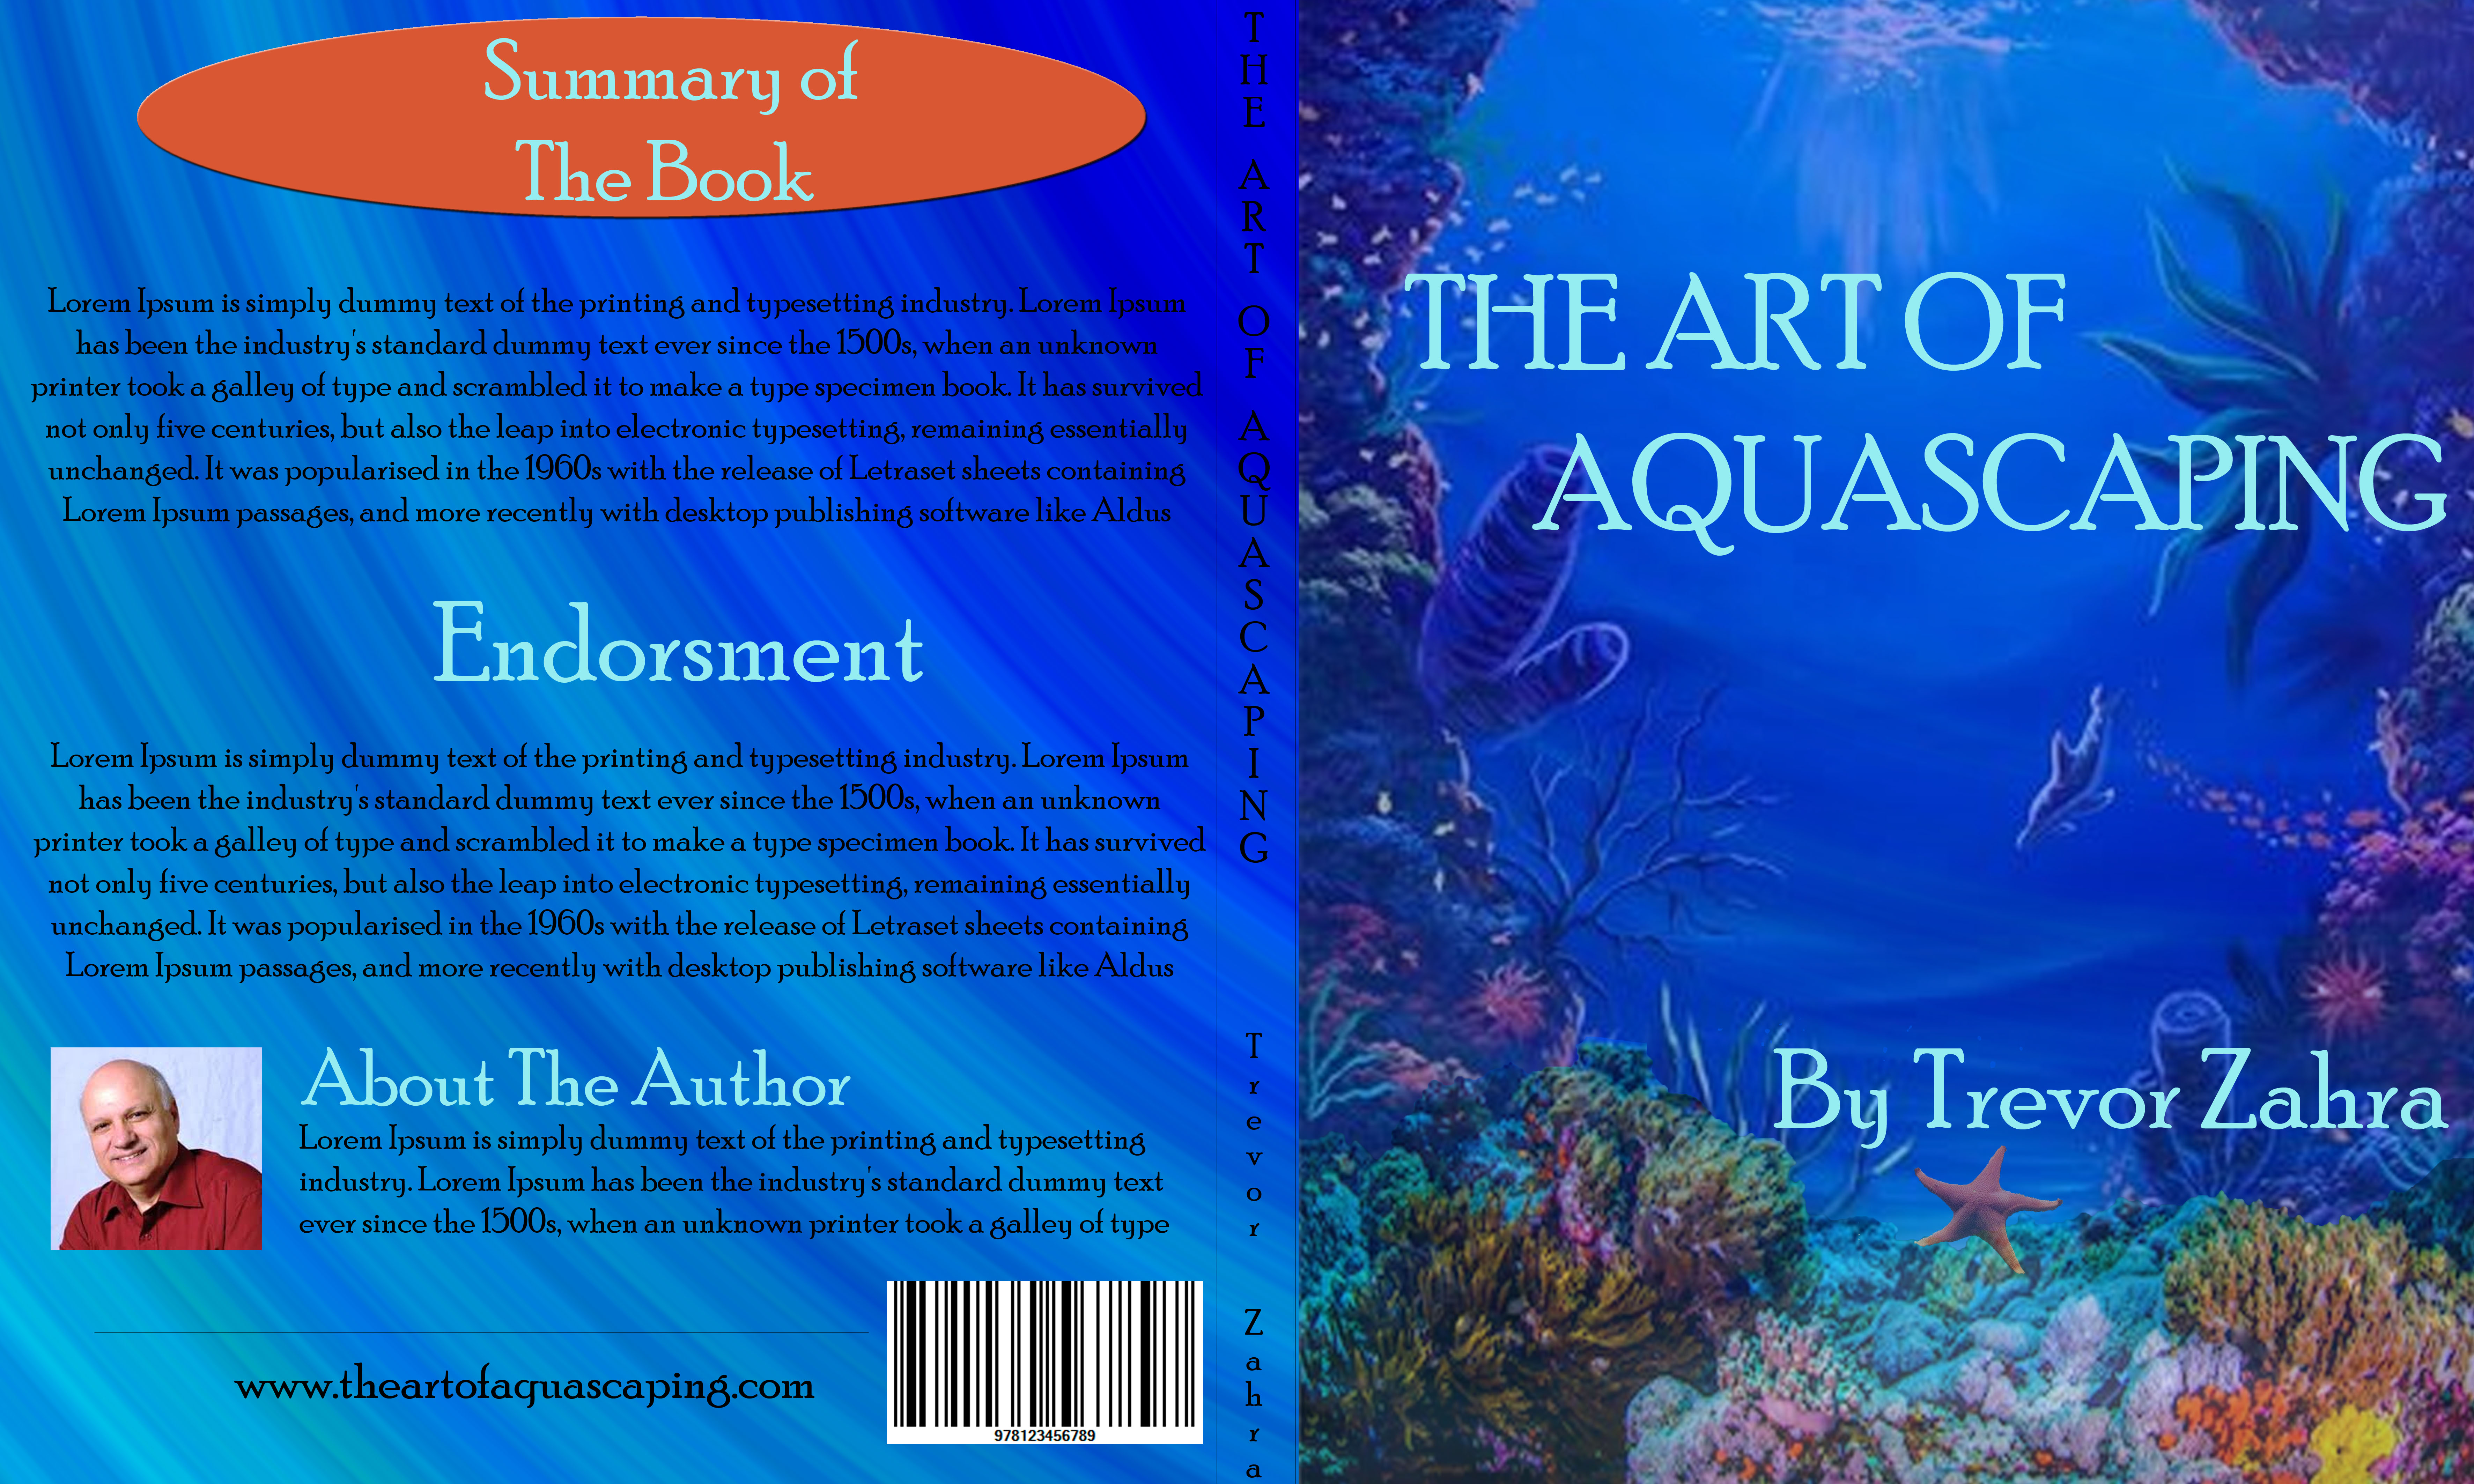 Summary of
The Book
Lorem Ipsum is simply dummy text of the printing and typesetting industry. Lorem Ipsum
has been the industry's standard dummy text ever since the 1500s, when an unknown
printer took a galley of type and scrambled it to make a type specimen book. It has survived
not only five centuries, but also the leap into electronic typesetting, remaining essentially
unchanged. It was popularised in the 1960s with the release of Letraset sheets containing
Lorem Ipsum passages, and more recently with desktop publishing software like Aldus
Endorsment
Lorem Ipsum is simply dummy text of the printing and typesetting industry. Lorem Ipsum
has been the industry's standard dummy text ever since the 1500s, when an unknown
printer took a galley of type and scrambled it to make a type specimen book. It has survived
not only five centuries, but also the leap into electronic typesetting, remaining essentially
unchanged. It was popularised in the 1960s with the release of Letraset sheets containing
Lorem Ipsum passages, and more recently with desktop publishing software like Aldus
About The Author
Lorem Ipsum is simply dummy text of the printing and typesetting
industry. Lorem Ipsum has been the industry's standard dummy text
ever since the 1500s, when an unknown printer took a galley of type
www.theartofaquascaping.com
978123456789
THE ART OF AQUASCAPING
Trevor Zahra
THE ART OF
AQUASCAPING
By Trevor Zahra